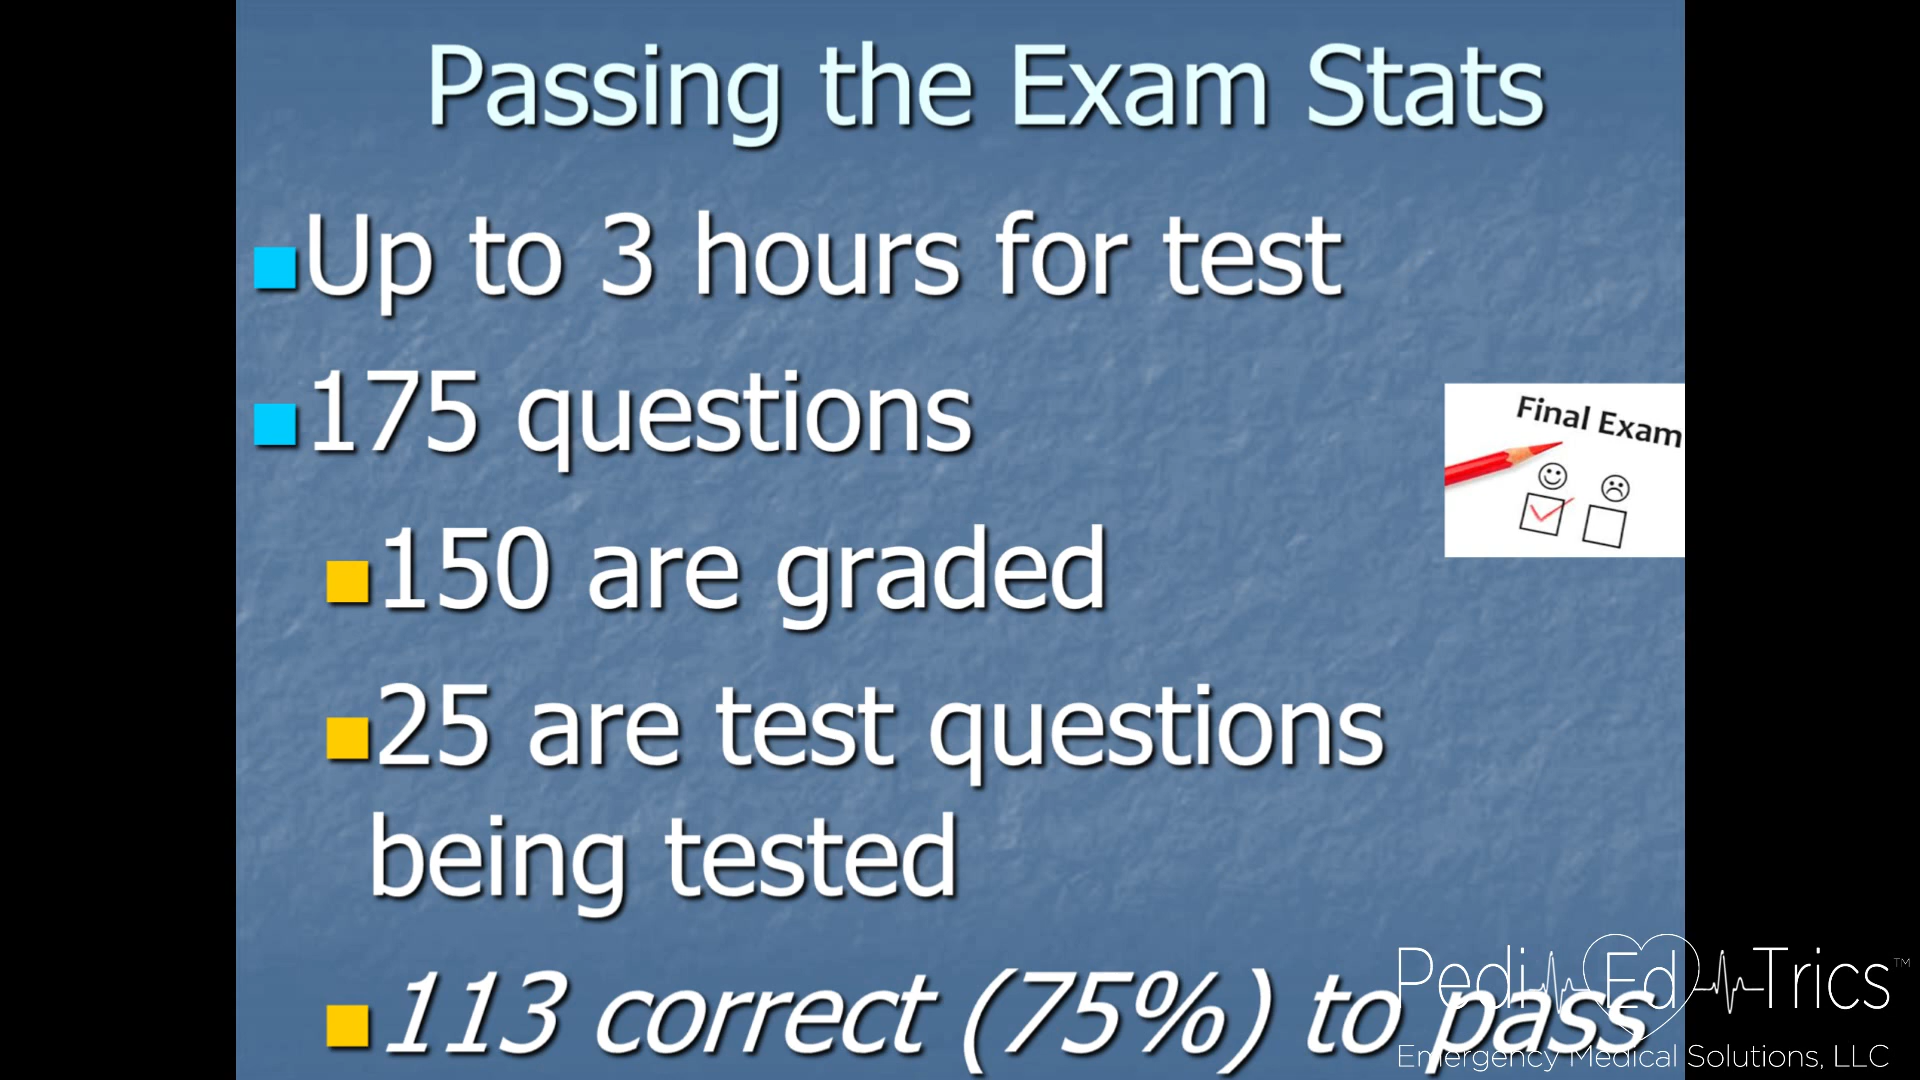 Passing the Exam Stats
Up to 3 hours for test
175 questions
Final Exam
150 are graded
25 are test questions
being tested
113 correct (75%) to pass
Pedi Ed Trics™
Emergency Medical Solutions, LLC